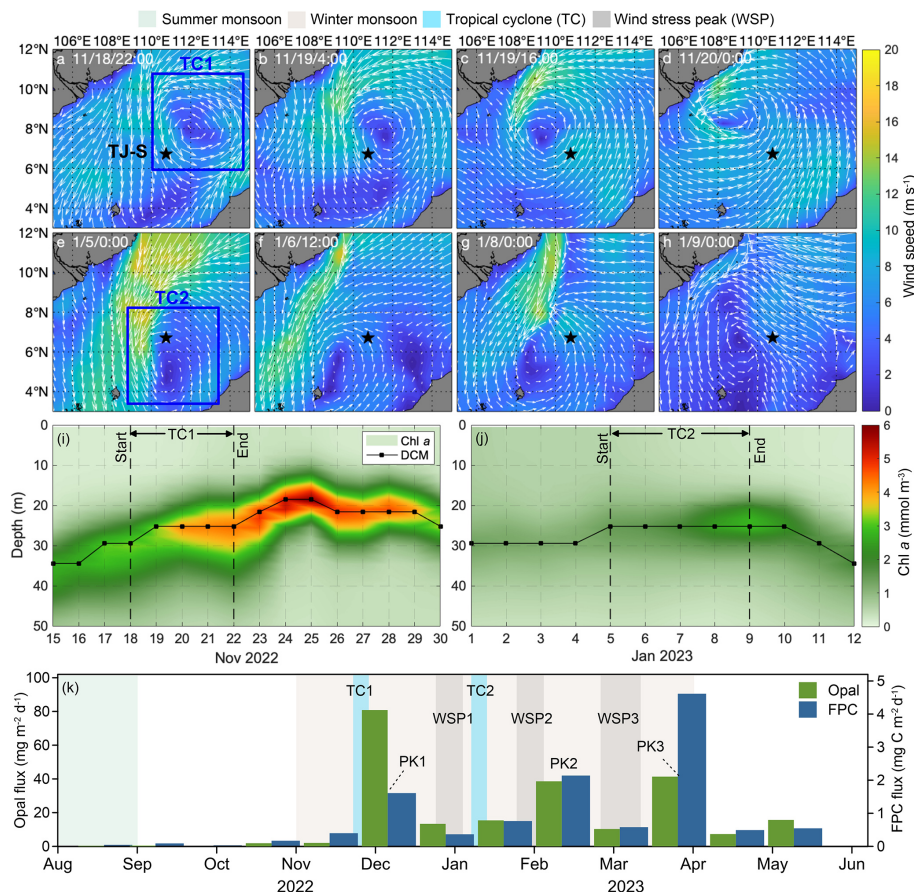 Summer monsoon Winter monsoon Tropical cyclone (TC) Wind stress peak (WSP)
106°E 108°E 110°E 112°E 114°E 106°E 108°E 110°E 112°E 114°E 106°E 108°E 110°E 112°E 114°E 106°E 108°E 110°E 112°E 114°E
12°N 10°N 8°N 6°N 4°N
a 11/18/22:00 TC1 TJ-S
b 11/19/4:00
c 11/19/16:00
d 11/20/0:00
12°N 10°N 8°N 6°N 4°N
e 1/5/0:00 TC2
f 1/6/12:00
g 1/8/0:00
h 1/9/0:00
20 18 16 14 12 10 8 6 4 2 0
Wind speed (m s⁻¹)
(i) Start TC1 End
Chl a
DCM
0 10 20 30 40 50
Depth (m)
15 16 17 18 19 20 21 22 23 24 25 26 27 28 29 30
Nov 2022
(j) Start TC2 End
0 10 20 30 40 50
1 2 3 4 5 6 7 8 9 10 11 12
Jan 2023
6 5 4 3 2 1 0
Chl a (mmol m⁻³)
(k)
TC1 TC2
WSP1 WSP2 WSP3
PK1 PK2 PK3
Opal
FPC
100 80 60 40 20 0
Opal flux (mg m⁻² d⁻¹)
5 4 3 2 1 0
FPC flux (mg C m⁻² d⁻¹)
Aug Sep Oct Nov Dec Jan Feb Mar Apr May Jun
2022 2023